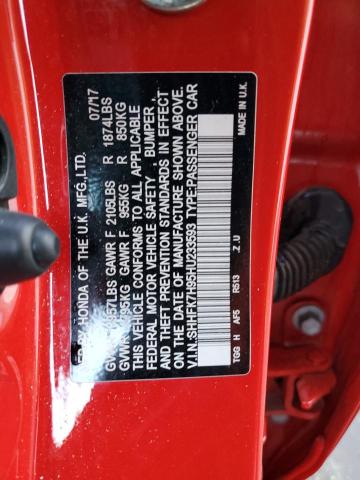 HONDA OF THE U.K. MFG.,LTD. 07/17
LBS GAWR F 2105LBS R 1874LBS
GVWR 1795KG GAWR F 955KG R 850KG
THIS VEHICLE CONFORMS TO ALL APPLICABLE
FEDERAL MOTOR VEHICLE SAFETY , BUMPER ,
THEFT PREVENTION STANDARDS IN EFFECT
ON THE DATE OF MANUFACTURE SHOWN ABOVE.
V.I.N.:SHHFK7H95HU233593 TYPE:PASSENGER CAR
TGG H AF5 R513 Z.U MADE IN U.K.